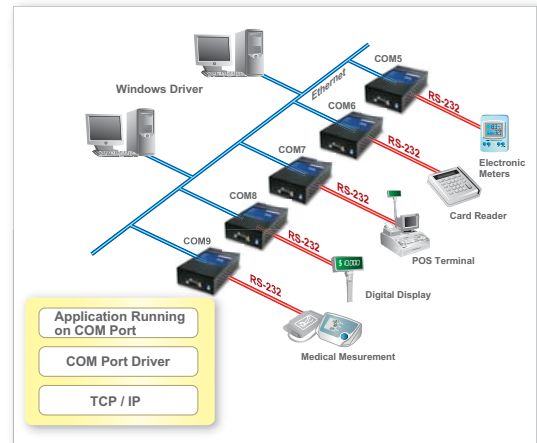 COM5
Ethernet
Windows Driver
COM6
RS-232
COM7
RS-232
Electronic
Meters
COM8
RS-232
Card Reader
COM9
RS-232
POS Terminal
$ 10,000
RS-232
Digital Display
Application Running
on COM Port
Medical Mesurement
COM Port Driver
TCP / IP